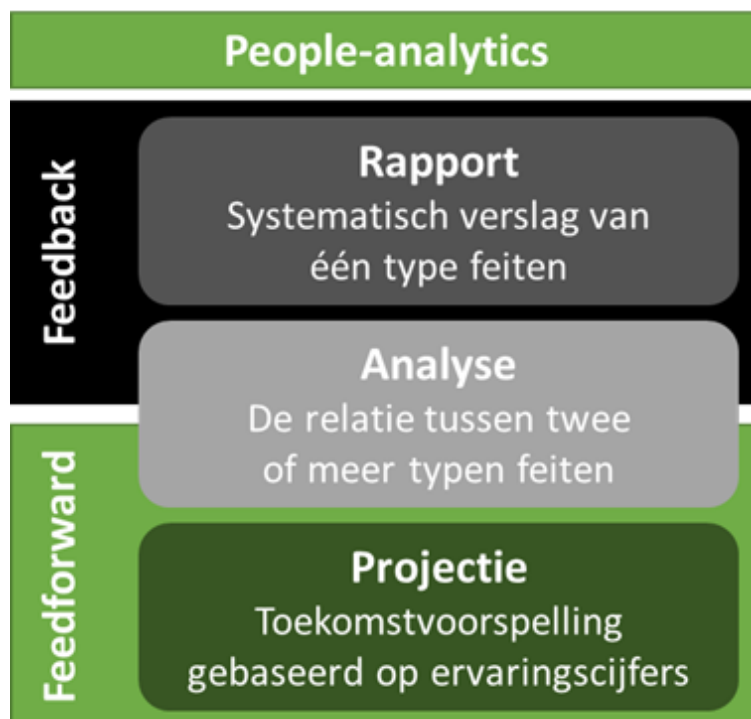 People-analytics
Feedback
Rapport
Systematisch verslag van
één type feiten
Analyse
De relatie tussen twee
of meer typen feiten
Feedforward
Projectie
Toekomstvoorspelling
gebaseerd op ervaringscijfers